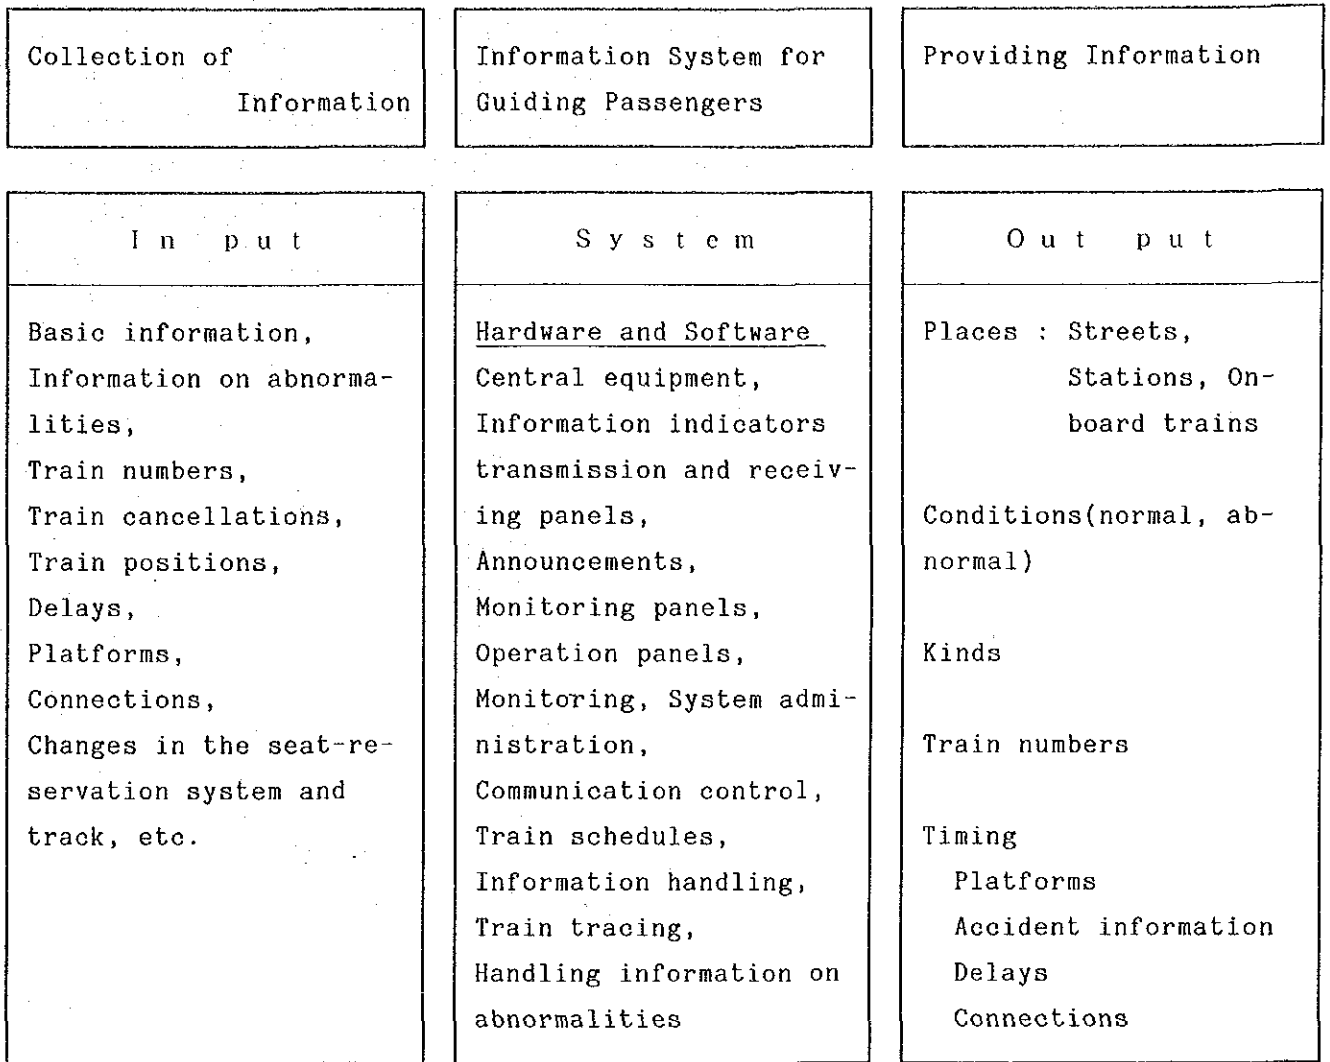 Collection of
Information
Information System for
Guiding Passengers
Providing Information
In put
Basic information,
Information on abnorma-
lities,
Train numbers,
Train cancellations,
Train positions,
Delays,
Platforms,
Connections,
Changes in the seat-re-
servation system and
track, etc.
System
Hardware and Software
Central equipment,
Information indicators
transmission and receiv-
ing panels,
Announcements,
Monitoring panels,
Operation panels,
Monitoring, System admi-
nistration,
Communication control,
Train schedules,
Information handling,
Train tracing,
Handling information on
abnormalities
Out put
Places : Streets,
Stations, On-
board trains
Conditions(normal, ab-
normal)
Kinds
Train numbers
Timing
Platforms
Accident information
Delays
Connections